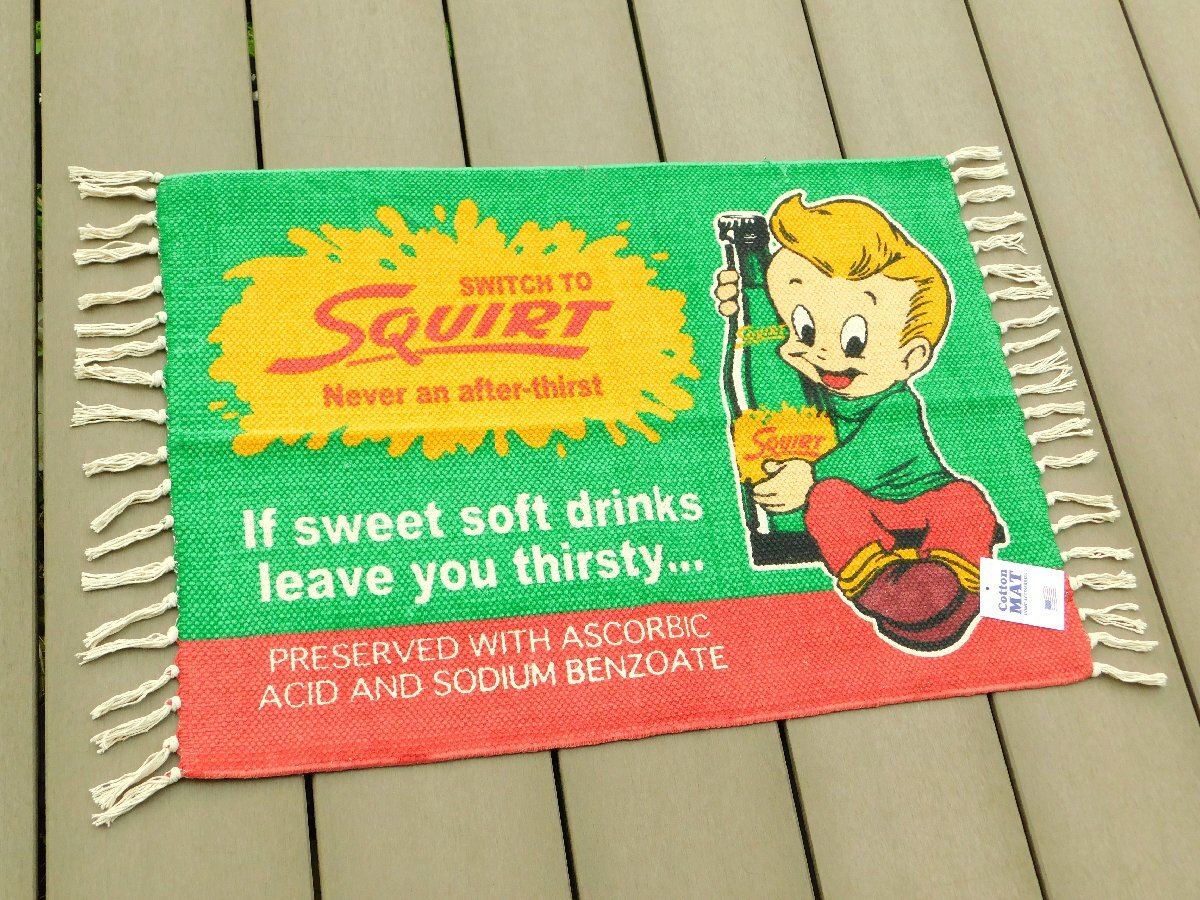 SWITCH TO
SQUIRT
Never an after-thirst
If sweet soft drinks
leave you thirsty...
PRESERVED WITH ASCORBIC
ACID AND SODIUM BENZOATE
SQUIRT
SQUIRT
Cotton
MAT